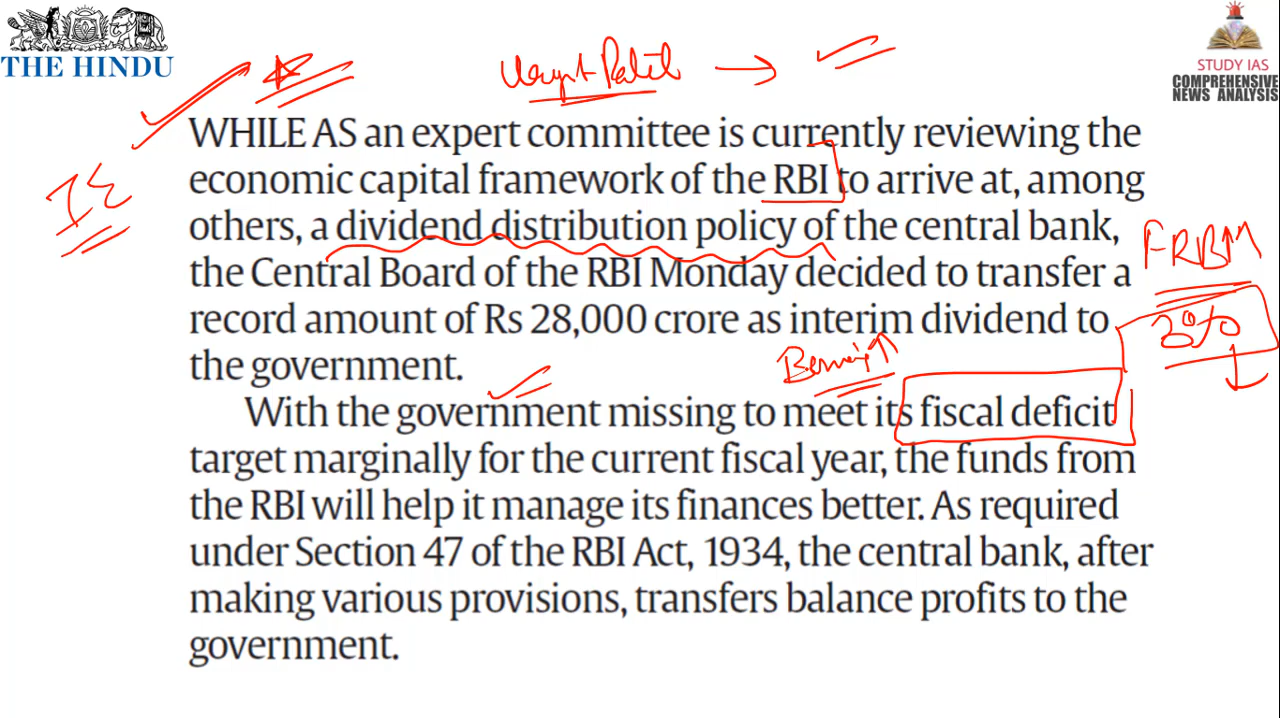 THE HINDU
STUDY IAS
COMPREHENSIVE
NEWS ANALYSIS
Urjit Patel
WHILE AS an expert committee is currently reviewing the
economic capital framework of the RBI to arrive at, among
IE
others, a dividend distribution policy of the central bank,
FRBM
the Central Board of the RBI Monday decided to transfer a
record amount of Rs 28,000 crore as interim dividend to
3%
the government.
With the government missing to meet its fiscal deficit
target marginally for the current fiscal year, the funds from
the RBI will help it manage its finances better. As required
under Section 47 of the RBI Act, 1934, the central bank, after
making various provisions, transfers balance profits to the
government.